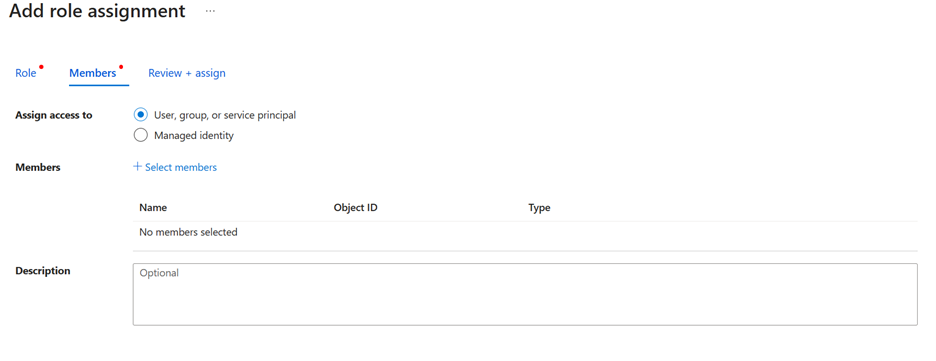 Add role assignment ...
Role Members Review + assign
Assign access to User, group, or service principal
Managed identity
Members + Select members
Name Object ID Type
No members selected
Description Optional